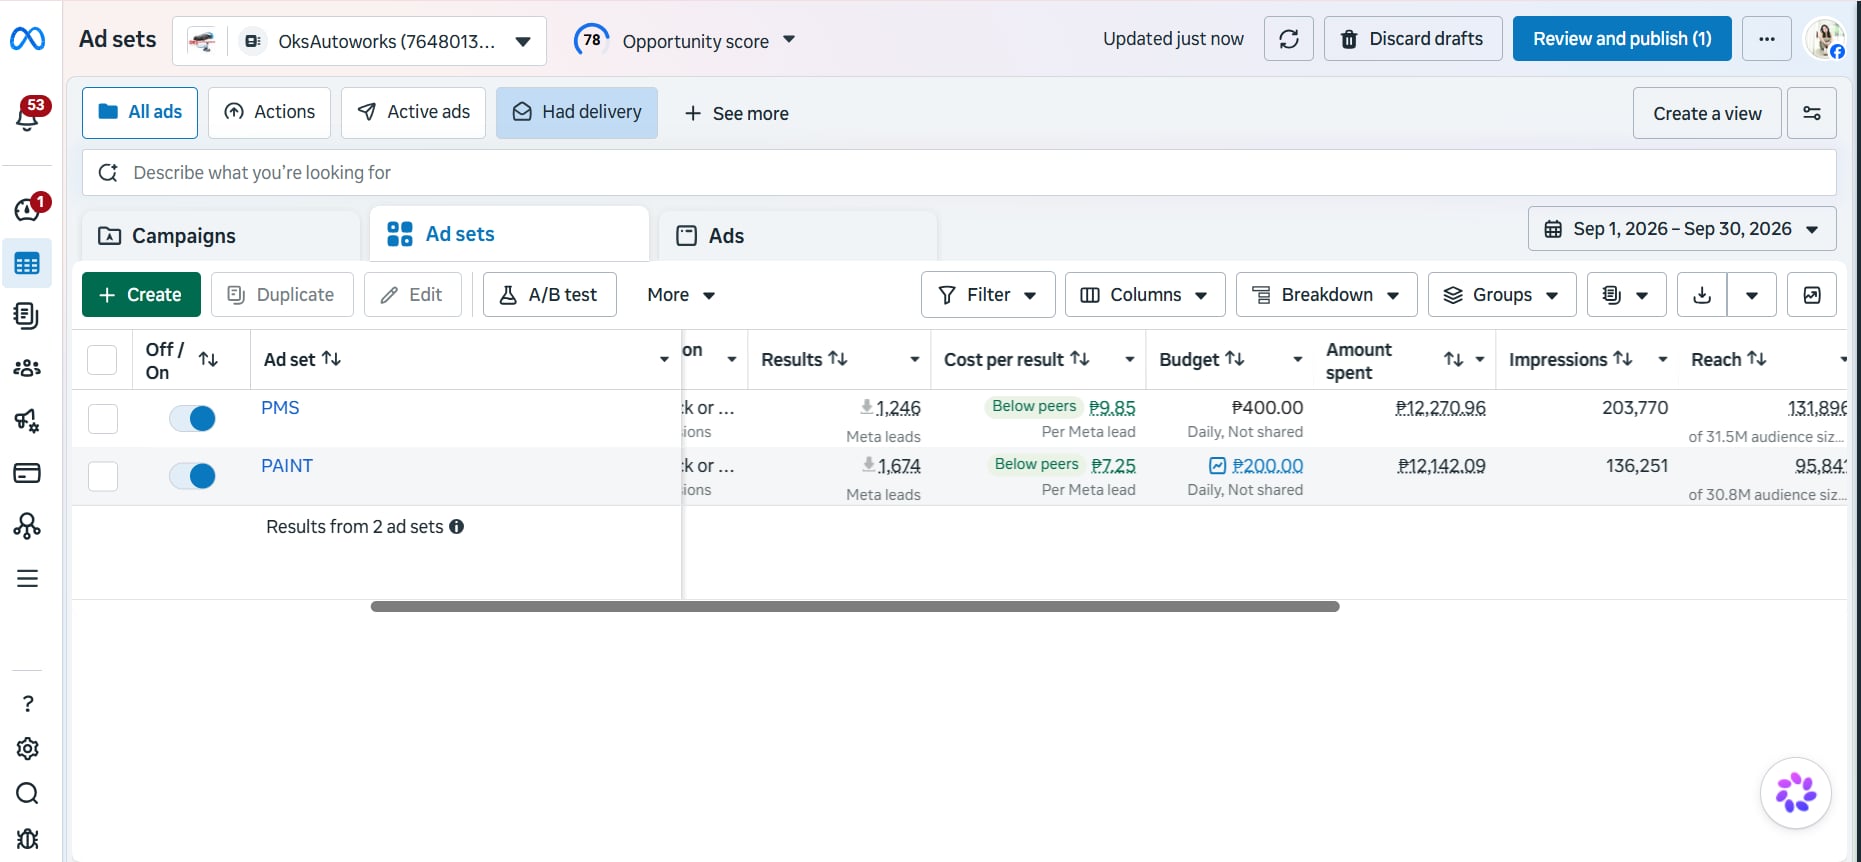 Ad sets
OksAutoworks (7648013...
78
Opportunity score
Updated just now
Discard drafts
Review and publish (1)
...
53
1
All ads
Actions
Active ads
Had delivery
+ See more
Create a view
Describe what you're looking for
Campaigns
Ad sets
Ads
Sep 1, 2026 – Sep 30, 2026
+ Create
Duplicate
Edit
A/B test
More
Filter
Columns
Breakdown
Groups
Off / On
Ad set
on
Results
Cost per result
Budget
Amount spent
Impressions
Reach
PMS
:k or ...
ions
1,246
Meta leads
Below peers
₱9.85
Per Meta lead
₱400.00
Daily, Not shared
₱12,270.96
203,770
131,896
of 31.5M audience siz...
PAINT
:k or ...
ions
1,674
Meta leads
Below peers
₱7.25
Per Meta lead
₱200.00
Daily, Not shared
₱12,142.09
136,251
95,841
of 30.8M audience siz...
Results from 2 ad sets
?